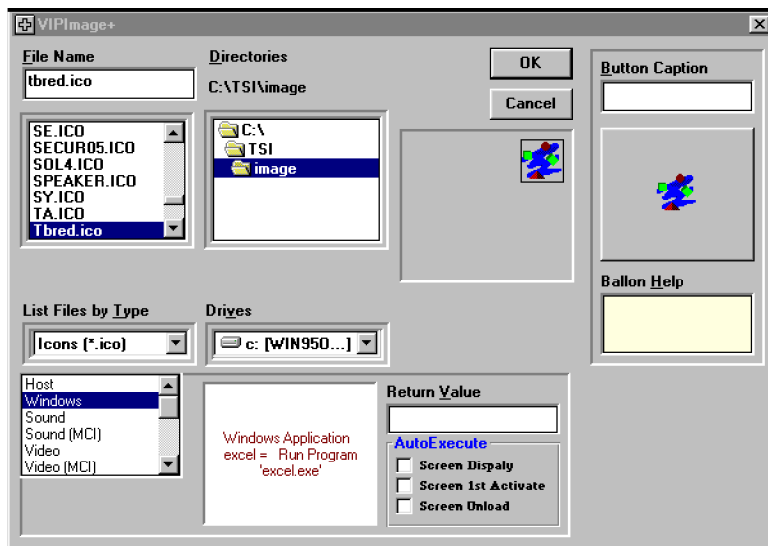 VIPImage+
File Name
tbred.ico
SE.ICO
SECUR05.ICO
SOL4.ICO
SPEAKER.ICO
SY.ICO
TA.ICO
Tbred.ico
Directories
C:\TSI\image
C:\
TSI
image
OK
Cancel
Button Caption
Ballon Help
List Files by Type
Icons (*.ico)
Drives
c: [WIN950...]
Host
Windows
Sound
Sound (MCI)
Video
Video (MCI)
Windows Application
excel = Run Program
'excel.exe'
Return Value
AutoExecute
Screen Dispaly
Screen 1st Activate
Screen Unload